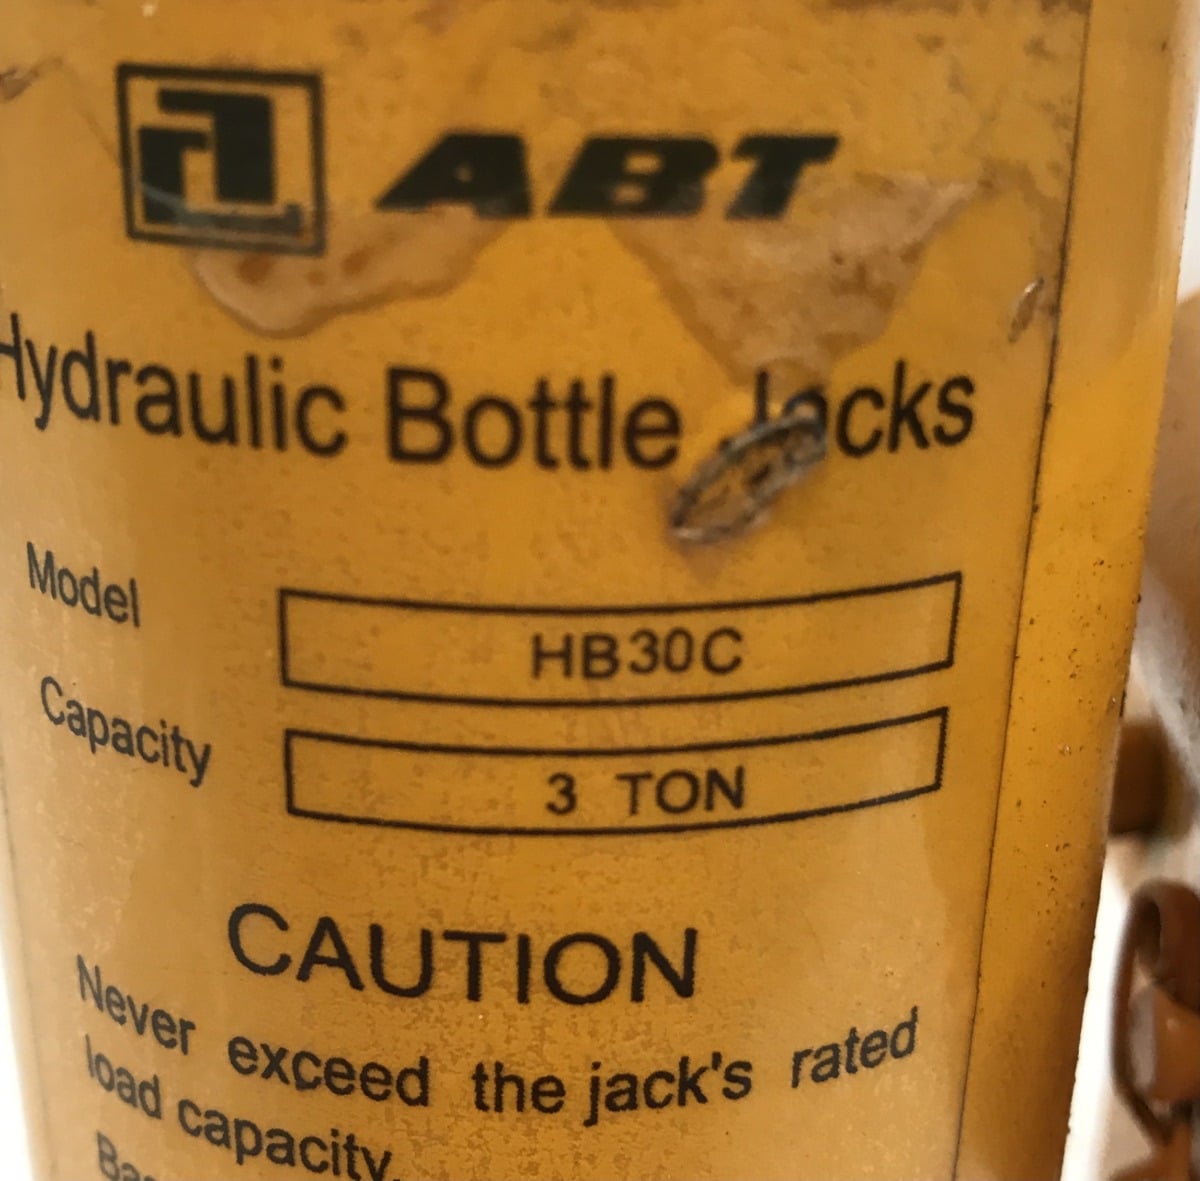 ABT
Hydraulic Bottle Jacks
Model HB30C
Capacity 3 TON
CAUTION
Never exceed the jack's rated
load capacity.